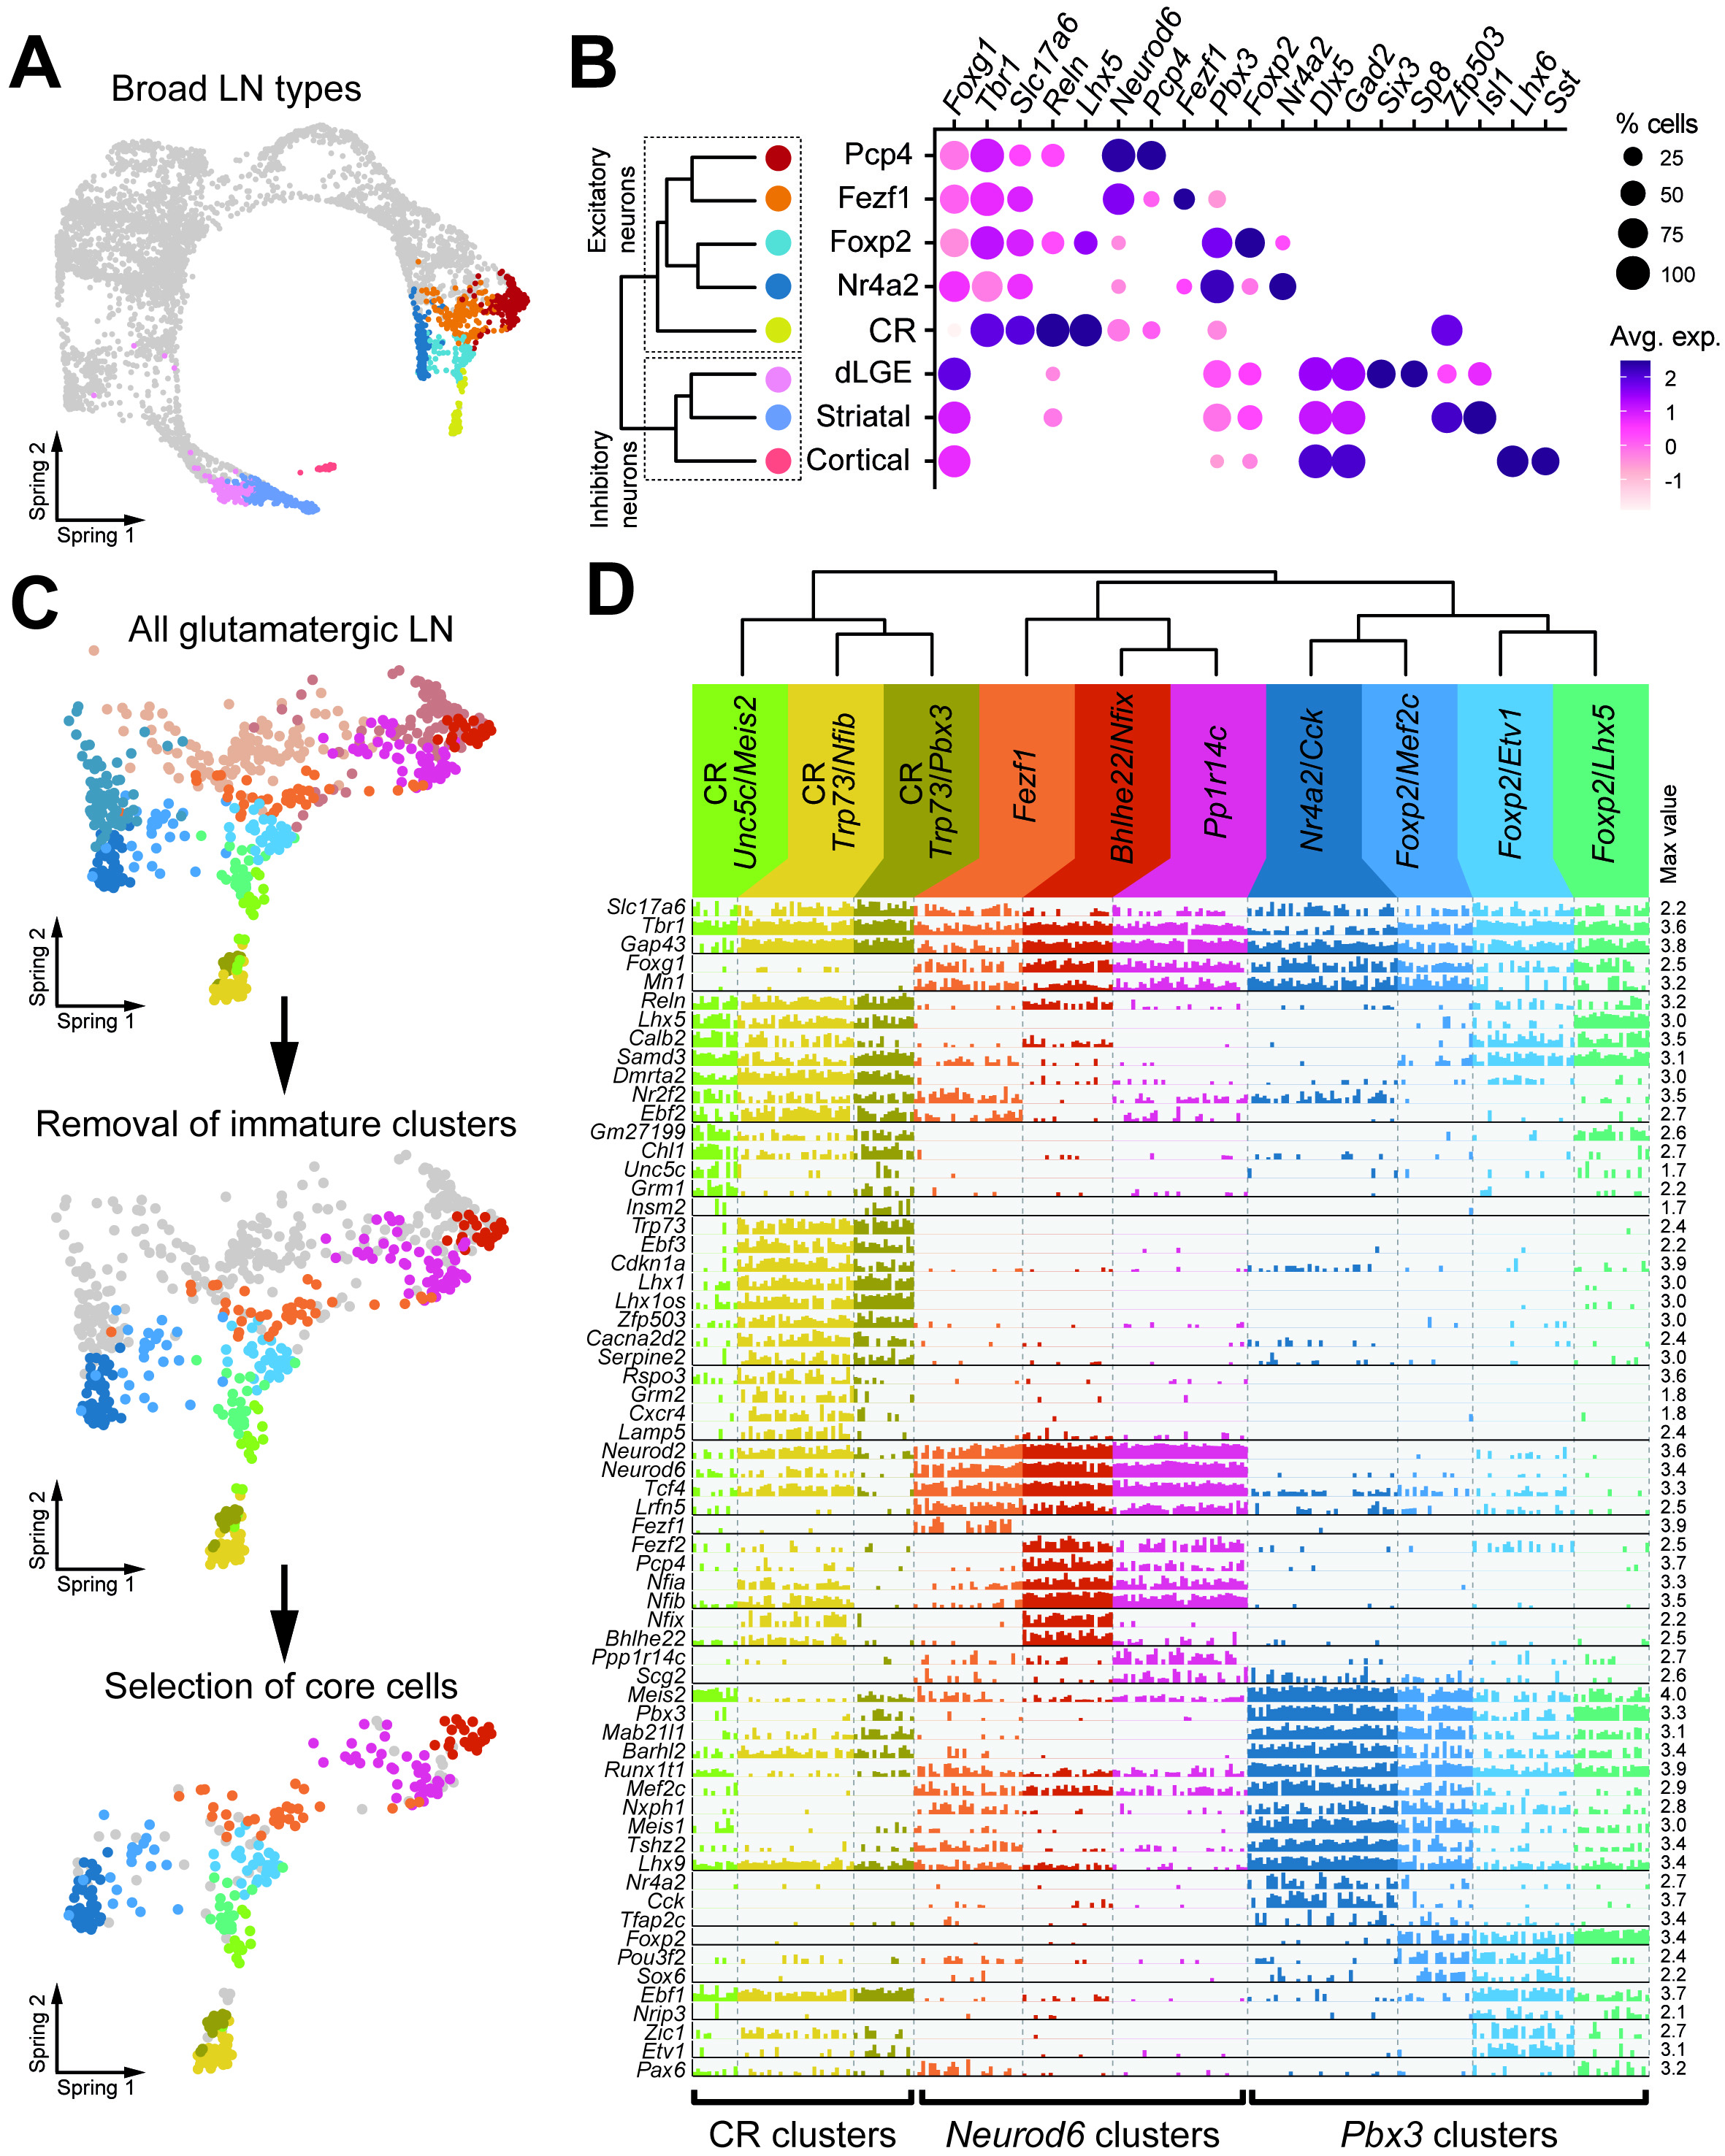 A
Broad LN types
Spring 2
Spring 1
B
Foxg1
Tbr1
Slc17a6
Reln
Lhx5
Neurod6
Pcp4
Fezf1
Pbx3
Foxp2
Nr4a2
Dlx5
Gad2
Six3
Sp8
Zfp503
Isl1
Lhx6
Sst
Excitatory
neurons
Inhibitory
neurons
Pcp4
Fezf1
Foxp2
Nr4a2
CR
dLGE
Striatal
Cortical
% cells
25
50
75
100
Avg. exp.
2
1
0
-1
C
All glutamatergic LN
Spring 2
Spring 1
Removal of immature clusters
Spring 2
Spring 1
Selection of core cells
Spring 2
Spring 1
D
CR
Unc5c/Meis2
CR
Trp73/Nfib
CR
Trp73/Pbx3
Fezf1
Bhlhe22/Nfix
Pp1r14c
Nr4a2/Cck
Foxp2/Mef2c
Foxp2/Etv1
Foxp2/Lhx5
Max value
Slc17a6 2.2
Tbr1 3.6
Gap43 3.8
Foxg1 2.5
Mn1 3.2
Reln 3.2
Lhx5 3.0
Calb2 3.5
Samd3 3.1
Dmrta2 3.0
Nr2f2 3.5
Ebf2 2.7
Gm27199 2.6
Chl1 2.7
Unc5c 1.7
Grm1 2.2
Insm2 1.7
Trp73 2.4
Ebf3 2.2
Cdkn1a 3.9
Lhx1 3.0
Lhx1os 3.0
Zfp503 3.0
Cacna2d2 2.4
Serpine2 3.0
Rspo3 3.6
Grm2 1.8
Cxcr4 1.8
Lamp5 2.4
Neurod2 3.6
Neurod6 3.4
Tcf4 3.3
Lrfn5 2.5
Fezf1 3.9
Fezf2 2.5
Pcp4 3.7
Nfia 3.3
Nfib 3.5
Nfix 2.2
Bhlhe22 2.5
Ppp1r14c 2.7
Scg2 2.6
Meis2 4.0
Pbx3 3.3
Mab21l1 3.1
Barhl2 3.4
Runx1t1 3.9
Mef2c 2.9
Nxph1 2.8
Meis1 3.0
Tshz2 3.4
Lhx9 3.4
Nr4a2 2.7
Cck 3.7
Tfap2c 3.4
Foxp2 3.4
Pou3f2 2.4
Sox6 2.2
Ebf1 3.7
Nrip3 2.1
Zic1 2.7
Etv1 3.1
Pax6 3.2
CR clusters
Neurod6 clusters
Pbx3 clusters